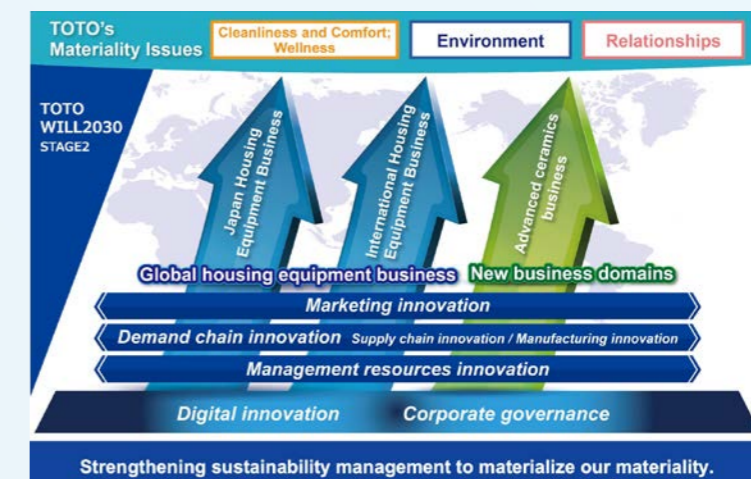 TOTO's
Materiality Issues
Cleanliness and Comfort;
Wellness
Environment
Relationships
TOTO
WILL2030
STAGE2
Japan Housing
Equipment Business
International Housing
Equipment Business
Advanced ceramics
business
Global housing equipment business
New business domains
Marketing innovation
Demand chain innovation Supply chain innovation / Manufacturing innovation
Management resources innovation
Digital innovation
Corporate governance
Strengthening sustainability management to materialize our materiality.